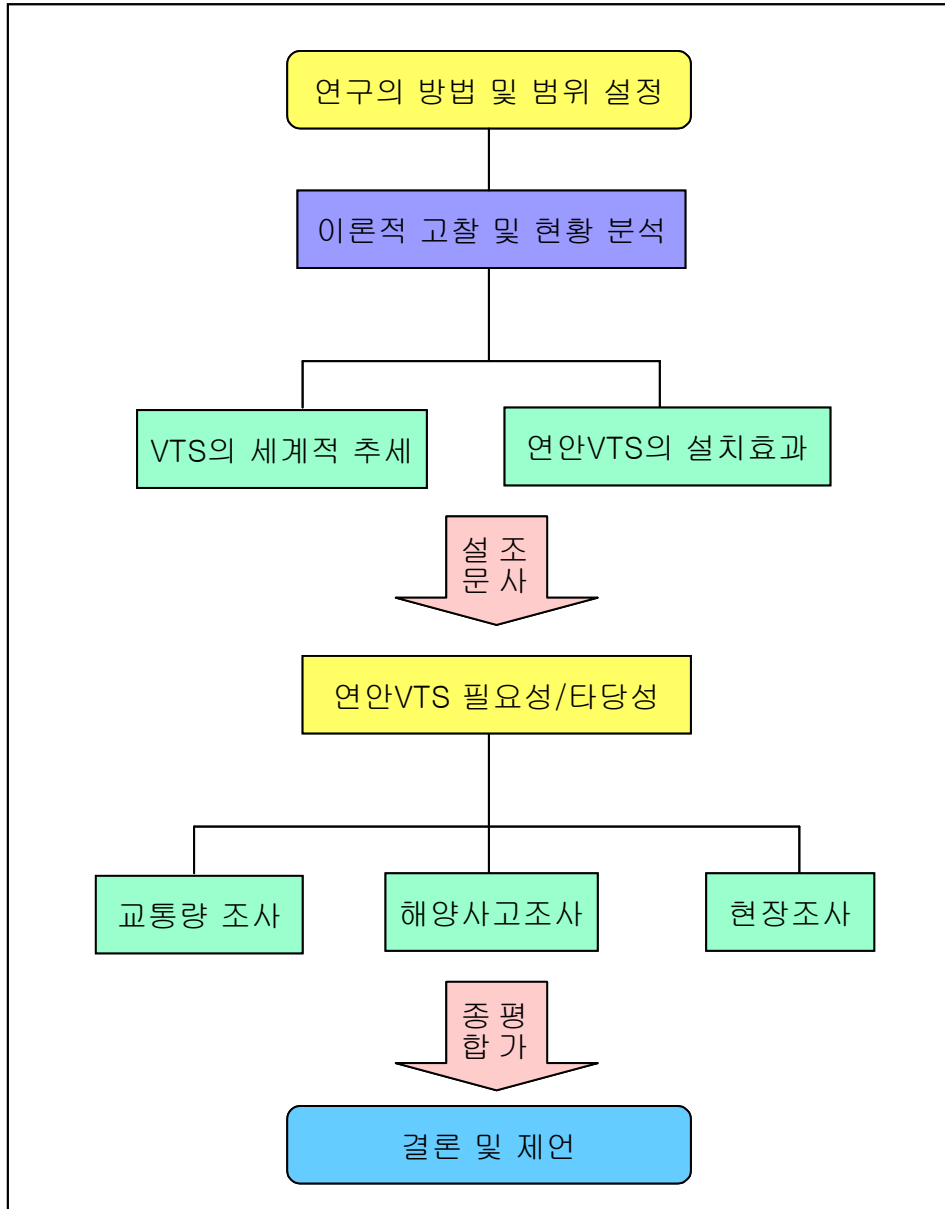 연구의 방법 및 범위 설정
이론적 고찰 및 현황 분석
VTS의 세계적 추세
연안VTS의 설치효과
설 조
문 사
연안VTS 필요성/타당성
교통량 조사
해양사고조사
현장조사
종 평
합 가
결론 및 제언